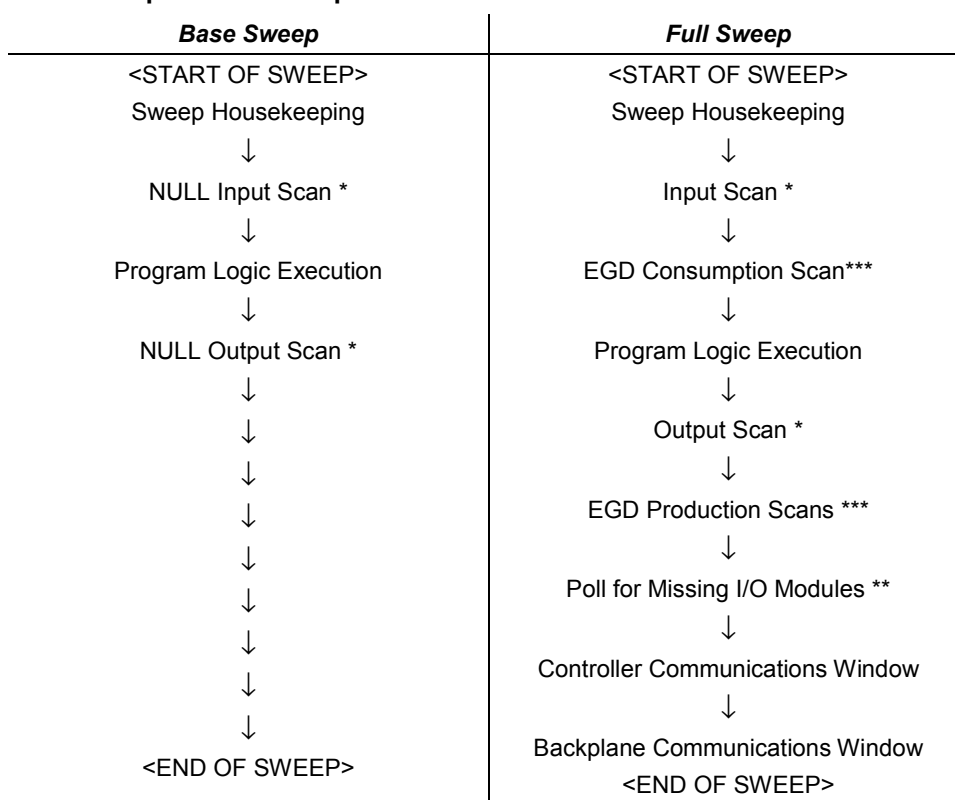 Base Sweep
Full Sweep
<START OF SWEEP>
<START OF SWEEP>
Sweep Housekeeping
Sweep Housekeeping
↓
↓
NULL Input Scan *
Input Scan *
↓
↓
Program Logic Execution
EGD Consumption Scan***
↓
↓
NULL Output Scan *
Program Logic Execution
↓
↓
↓
Output Scan *
↓
↓
↓
EGD Production Scans ***
↓
↓
↓
Poll for Missing I/O Modules **
↓
↓
↓
Controller Communications Window
↓
↓
Backplane Communications Window
<END OF SWEEP>
<END OF SWEEP>